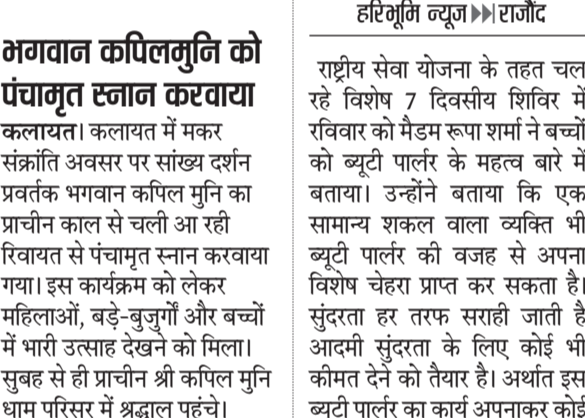 भगवान कपिलमुनि को
पंचामृत स्नान करवाया
कलायत। कलायत में मकर
संक्रांति अवसर पर सांख्य दर्शन
प्रवर्तक भगवान कपिल मुनि का
प्राचीन काल से चली आ रही
रिवायत से पंचामृत स्नान करवाया
गया। इस कार्यक्रम को लेकर
महिलाओं, बड़े-बुजुर्गों और बच्चों
में भारी उत्साह देखने को मिला।
सुबह से ही प्राचीन श्री कपिल मुनि
धाम परिसर में श्रद्धालु पहुंचे।
हरिभूमि न्यूज राजौंद
राष्ट्रीय सेवा योजना के तहत चल
रहे विशेष 7 दिवसीय शिविर में
रविवार को मैडम रूपा शर्मा ने बच्चों
को ब्यूटी पार्लर के महत्व बारे में
बताया। उन्होंने बताया कि एक
सामान्य शकल वाला व्यक्ति भी
ब्यूटी पार्लर की वजह से अपना
विशेष चेहरा प्राप्त कर सकता है।
सुंदरता हर तरफ सराही जाती है
आदमी सुंदरता के लिए कोई भी
कीमत देने को तैयार है। अर्थात इस
ब्यूटी पार्लर का कार्य अपनाकर कोई